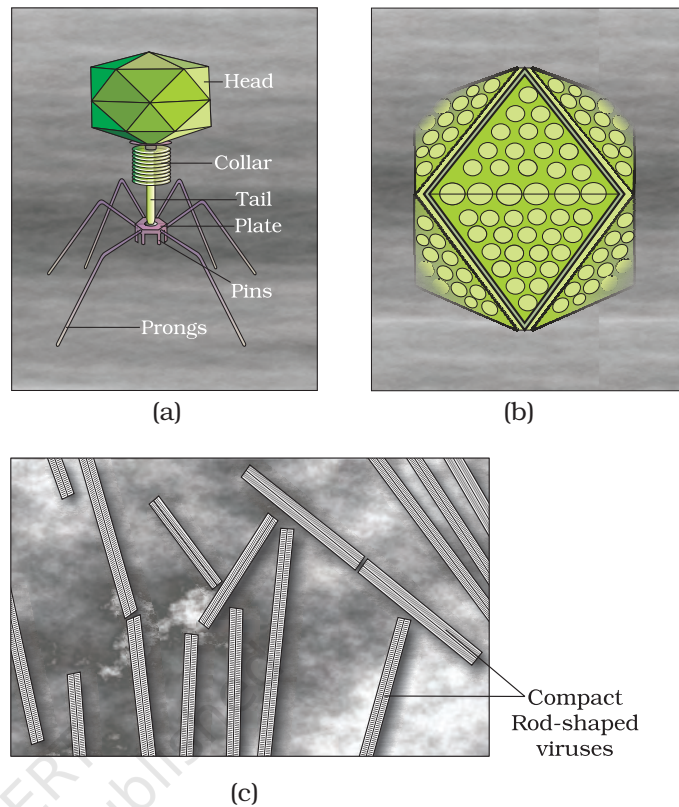 Head
Collar
Tail
Plate
Pins
Prongs
(a)
(b)
Compact
Rod-shaped
viruses
(c)